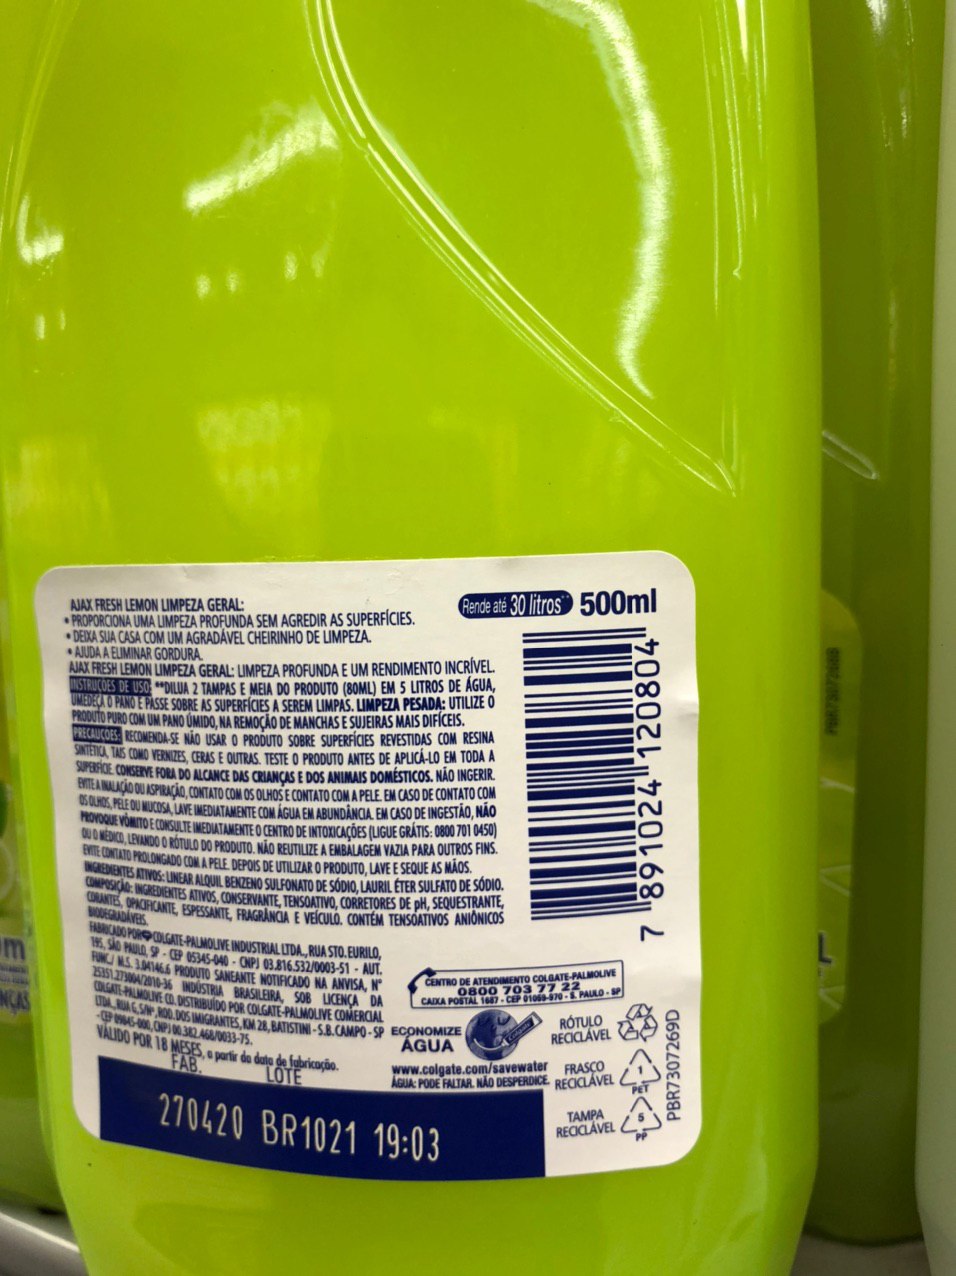 AJAX FRESH LEMON LIMPEZA GERAL:
• PROPORCIONA UMA LIMPEZA PROFUNDA SEM AGREDIR AS SUPERFÍCIES.
• DEIXA SUA CASA COM UM AGRADÁVEL CHEIRINHO DE LIMPEZA.
• AJUDA A ELIMINAR GORDURA.
AJAX FRESH LEMON LIMPEZA GERAL: LIMPEZA PROFUNDA E UM RENDIMENTO INCRÍVEL.
INSTRUÇÕES DE USO: **DILUA 2 TAMPAS E MEIA DO PRODUTO (80ML) EM 5 LITROS DE ÁGUA,
UMEDEÇA O PANO E PASSE SOBRE AS SUPERFÍCIES A SEREM LIMPAS. LIMPEZA PESADA: UTILIZE O
PRODUTO PURO COM UM PANO ÚMIDO, NA REMOÇÃO DE MANCHAS E SUJEIRAS MAIS DIFÍCEIS.
PRECAUÇÕES: RECOMENDA-SE NÃO USAR O PRODUTO SOBRE SUPERFÍCIES REVESTIDAS COM RESINA
SINTÉTICA, TAIS COMO VERNIZES, CERAS E OUTRAS. TESTE O PRODUTO ANTES DE APLICÁ-LO EM TODA A
SUPERFÍCIE. CONSERVE FORA DO ALCANCE DAS CRIANÇAS E DOS ANIMAIS DOMÉSTICOS. NÃO INGERIR.
EVITE A INALAÇÃO OU ASPIRAÇÃO, CONTATO COM OS OLHOS E CONTATO COM A PELE. EM CASO DE CONTATO COM
OS OLHOS, PELE OU MUCOSA, LAVE IMEDIATAMENTE COM ÁGUA EM ABUNDÂNCIA. EM CASO DE INGESTÃO, NÃO
PROVOQUE VÔMITO E CONSULTE IMEDIATAMENTE O CENTRO DE INTOXICAÇÕES (LIGUE GRÁTIS: 0800 701 0450)
OU O MÉDICO, LEVANDO O RÓTULO DO PRODUTO. NÃO REUTILIZE A EMBALAGEM VAZIA PARA OUTROS FINS.
EVITE CONTATO PROLONGADO COM A PELE. DEPOIS DE UTILIZAR O PRODUTO, LAVE E SEQUE AS MÃOS.
INGREDIENTES ATIVOS: LINEAR ALQUIL BENZENO SULFONATO DE SÓDIO, LAURIL ÉTER SULFATO DE SÓDIO.
COMPOSIÇÃO: INGREDIENTES ATIVOS, CONSERVANTE, TENSOATIVO, CORRETORES DE pH, SEQUESTRANTE,
CORANTES, OPACIFICANTE, ESPESSANTE, FRAGRÂNCIA E VEÍCULO. CONTÉM TENSOATIVOS ANIÔNICOS
BIODEGRADÁVEIS.
FABRICADO POR COLGATE-PALMOLIVE INDUSTRIAL LTDA., RUA STO. EURILO,
195, SÃO PAULO, SP - CEP 05345-040 - CNPJ 03.816.532/0003-51 - AUT.
FUNC./ M.S. 3.04146.6 PRODUTO SANEANTE NOTIFICADO NA ANVISA, Nº
25351.273004/2010-36 INDÚSTRIA BRASILEIRA, SOB LICENÇA DA
COLGATE-PALMOLIVE CO. DISTRIBUÍDO POR COLGATE-PALMOLIVE COMERCIAL
LTDA., RUA G, S/Nº, ROD. DOS IMIGRANTES, KM 28, BATISTINI - S.B.CAMPO - SP
- CEP 09845-000, CNPJ 00.382.468/0033-75.
VÁLIDO POR 18 MESES, a partir da data de fabricação.
FAB. LOTE
270420 BR1021 19:03
Rende até 30 litros** 500ml
7 891024 120804
CENTRO DE ATENDIMENTO COLGATE-PALMOLIVE
0800 703 77 22
CAIXA POSTAL 1687 - CEP 01059-970 - S. PAULO - SP
ECONOMIZE
ÁGUA
Colgate
www.colgate.com/savewater
ÁGUA: PODE FALTAR. NÃO DESPERDICE.
RÓTULO
RECICLÁVEL
FRASCO
RECICLÁVEL
1
PET
TAMPA
RECICLÁVEL
5
PP
PBR7307269D